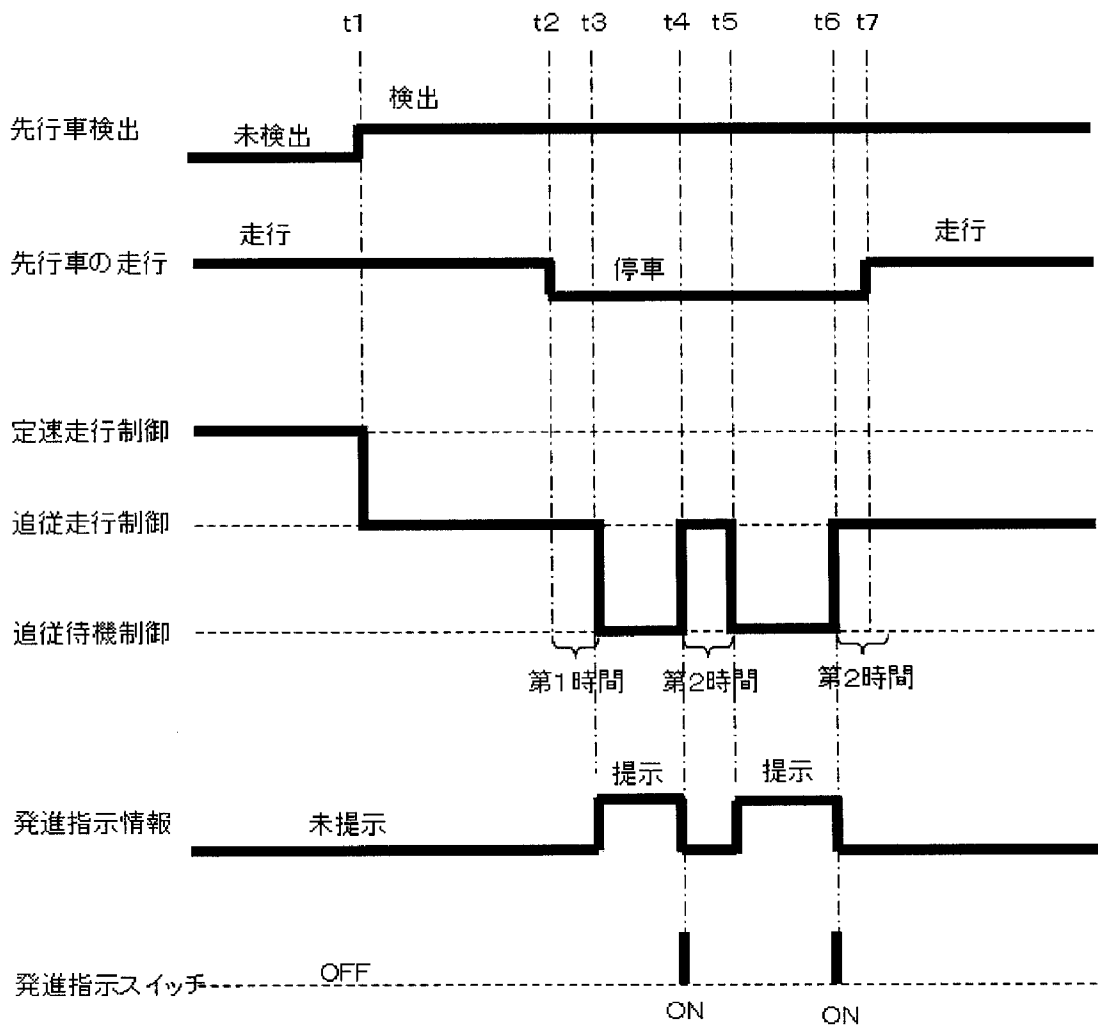 t1 t2 t3 t4 t5 t6 t7
検出
先行車検出
未検出
走行
走行
先行車の走行
停車
定速走行制御
追従走行制御
追従待機制御
第1時間 第2時間 第2時間
提示 提示
発進指示情報
未提示
発進指示スイッチ
OFF
ON ON